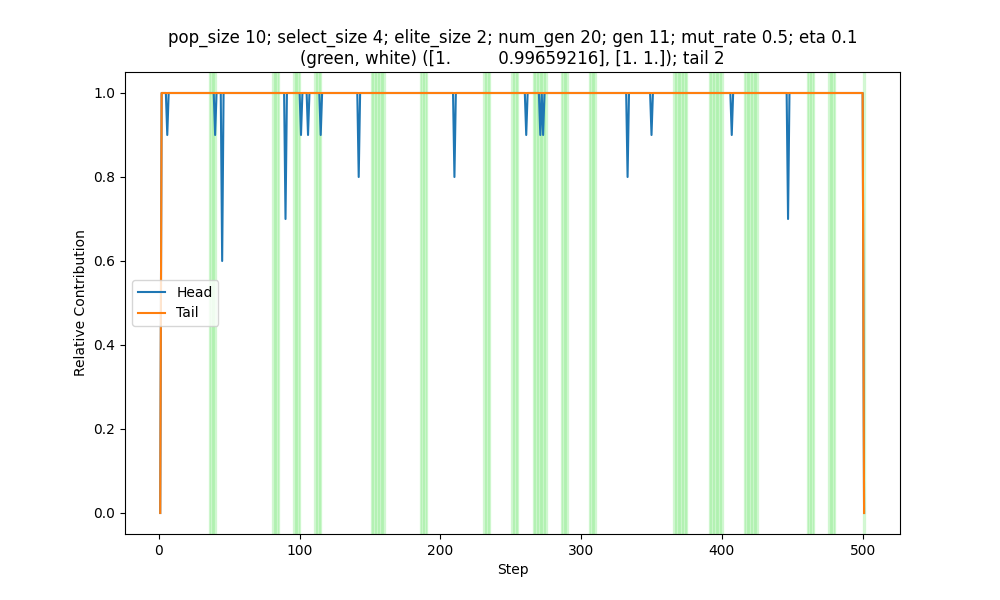 pop_size 10; select_size 4; elite_size 2; num_gen 20; gen 11; mut_rate 0.5; eta 0.1
(green, white) ([1.         0.99659216], [1. 1.]); tail 2
1.0
0.8
0.6
0.4
0.2
0.0
Relative Contribution
Head
Tail
0 100 200 300 400 500
Step